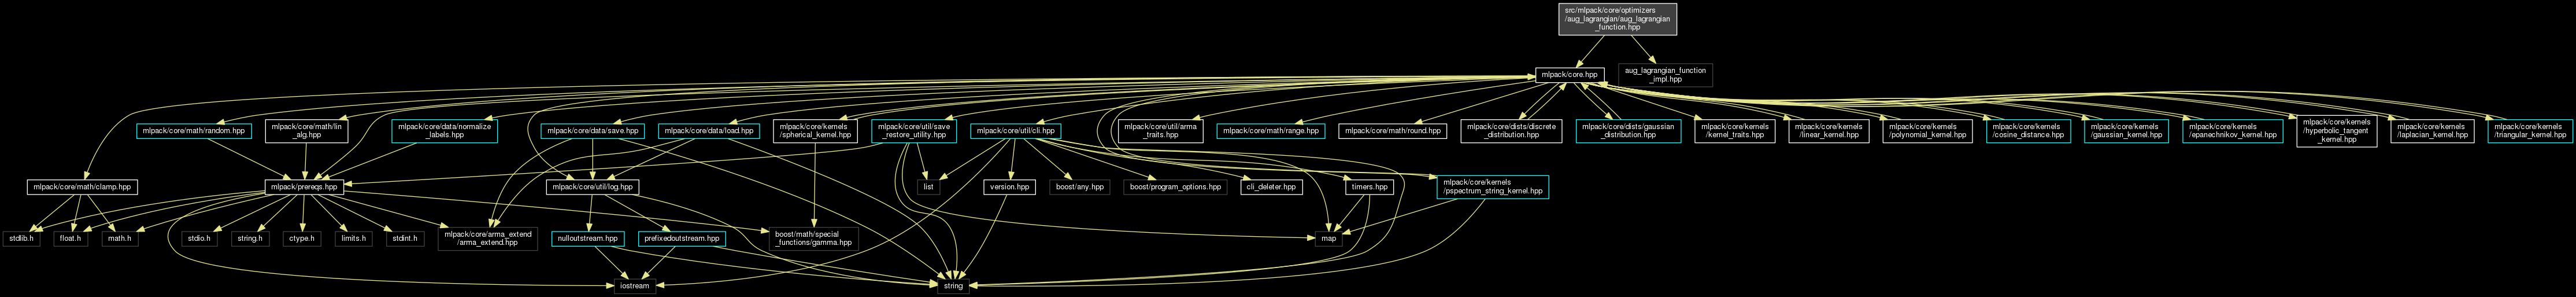 src/mlpack/core/optimizers
/aug_lagrangian/aug_lagrangian
_function.hpp
mlpack/core.hpp
aug_lagrangian_function
_impl.hpp
mlpack/core/math/random.hpp
mlpack/core/math/lin
_alg.hpp
mlpack/core/data/normalize
_labels.hpp
mlpack/core/data/save.hpp
mlpack/core/data/load.hpp
mlpack/core/kernels
/spherical_kernel.hpp
mlpack/core/util/save
_restore_utility.hpp
mlpack/core/util/cli.hpp
mlpack/core/util/arma
_traits.hpp
mlpack/core/math/range.hpp
mlpack/core/math/round.hpp
mlpack/core/dists/discrete
_distribution.hpp
mlpack/core/dists/gaussian
_distribution.hpp
mlpack/core/kernels
/kernel_traits.hpp
mlpack/core/kernels
/linear_kernel.hpp
mlpack/core/kernels
/polynomial_kernel.hpp
mlpack/core/kernels
/cosine_distance.hpp
mlpack/core/kernels
/gaussian_kernel.hpp
mlpack/core/kernels
/epanechnikov_kernel.hpp
mlpack/core/kernels
/hyperbolic_tangent
_kernel.hpp
mlpack/core/kernels
/laplacian_kernel.hpp
mlpack/core/kernels
/triangular_kernel.hpp
mlpack/core/math/clamp.hpp
mlpack/prereqs.hpp
mlpack/core/util/log.hpp
list
version.hpp
boost/any.hpp
boost/program_options.hpp
cli_deleter.hpp
timers.hpp
mlpack/core/kernels
/pspectrum_string_kernel.hpp
stdlib.h
float.h
math.h
stdio.h
string.h
ctype.h
limits.h
stdint.h
mlpack/core/arma_extend
/arma_extend.hpp
nulloutstream.hpp
prefixedoutstream.hpp
boost/math/special
_functions/gamma.hpp
map
iostream
string